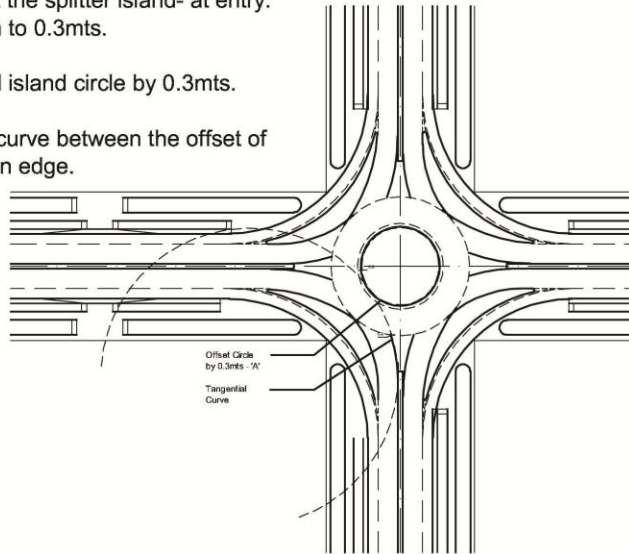 the splitter island- at entry.
to 0.3mts.
island circle by 0.3mts.
curve between the offset of
edge.
Offset Circle
by 0.3mts - 'A'
Tangential
Curve